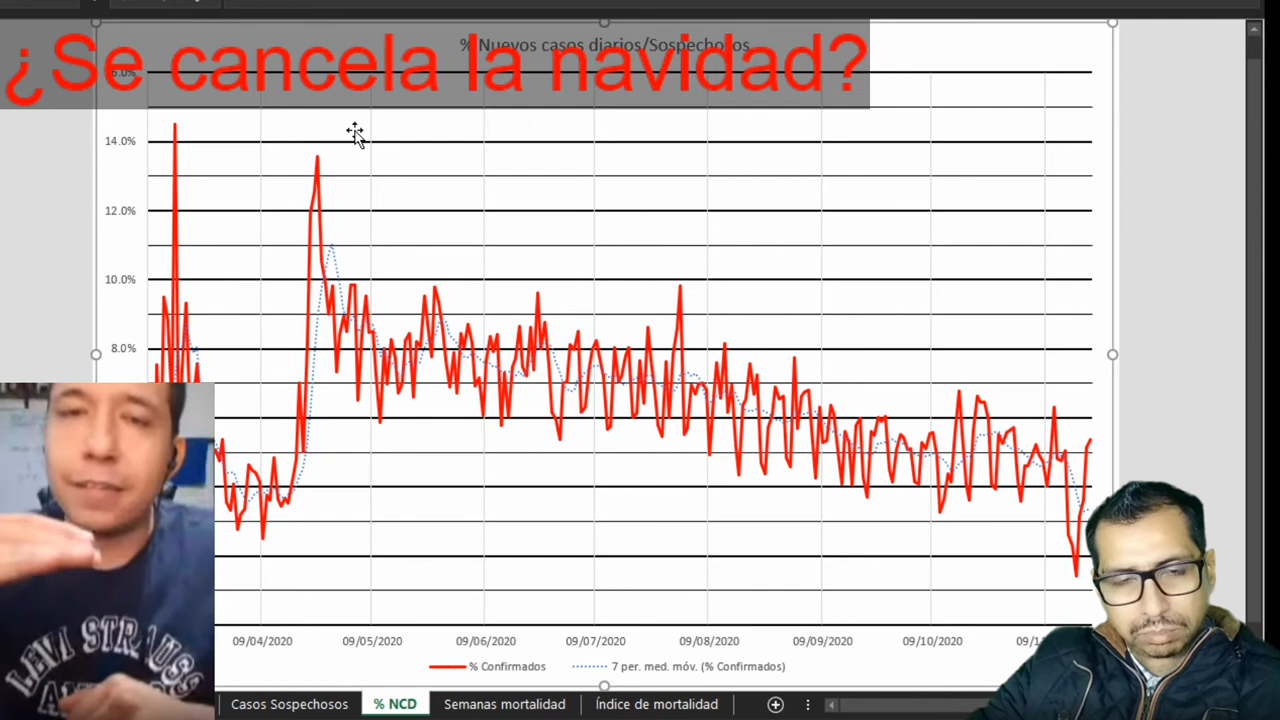 ¿Se cancela la navidad?
% Nuevos casos diarios/Sospechosos
14.0%
12.0%
10.0%
8.0%
09/04/2020
09/05/2020
09/06/2020
09/07/2020
09/08/2020
09/09/2020
09/10/2020
% Confirmados
7 per. med. móv. (% Confirmados)
LEVI STRAUSS
Casos Sospechosos
% NCD
Semanas mortalidad
Índice de mortalidad